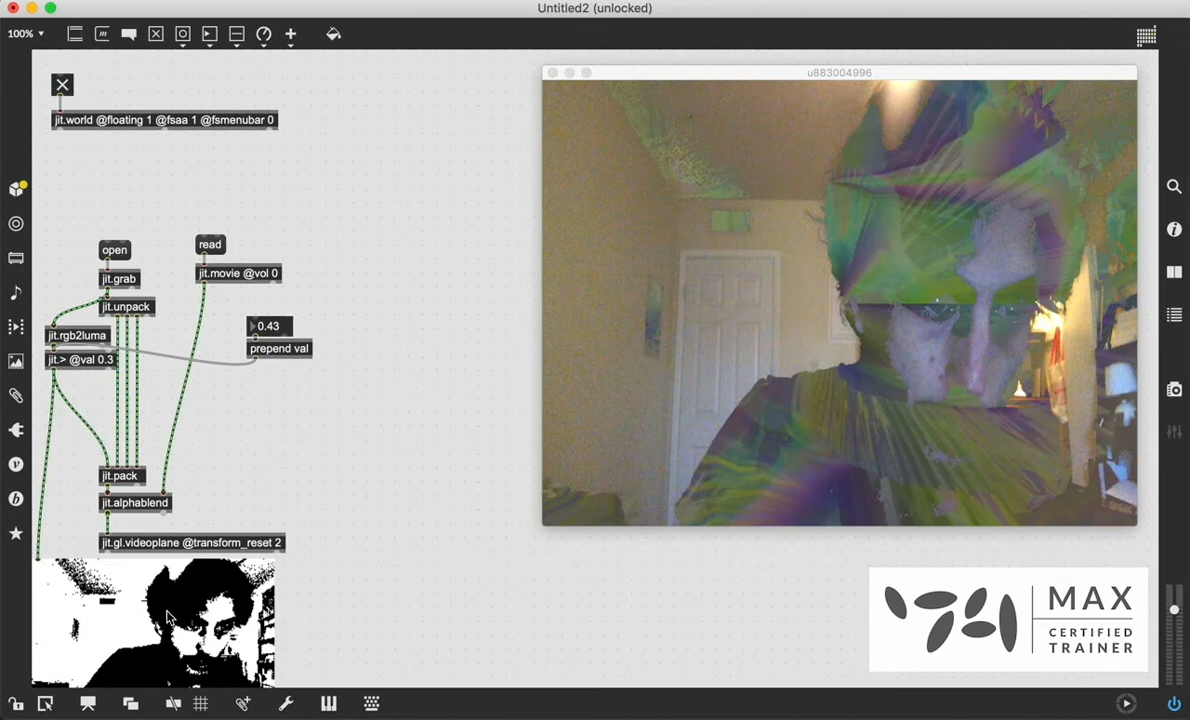 Untitled2 (unlocked)
100%
u883004996
jit.world @floating 1 @fsaa 1 @fsmenubar 0
open
read
jit.grab
jit.movie @vol 0
jit.unpack
0.43
jit.rgb2luma
prepend val
jit.> @val 0.3
jit.pack
jit.alphablend
jit.gl.videoplane @transform_reset 2
MAX
CERTIFIED
TRAINER